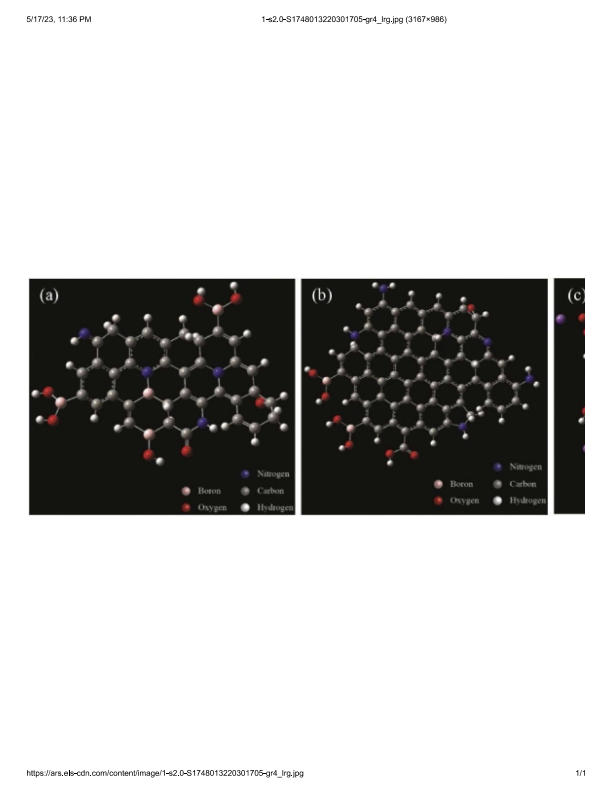 5/17/23, 11:36 PM 1-s2.0-S1748013220301705-gr4_lrg.jpg (3167×986)
(a) (b) (c)
Nitrogen
Boron Carbon
Oxygen Hydrogen
Nitrogen
Boron Carbon
Oxygen Hydrogen
https://ars.els-cdn.com/content/image/1-s2.0-S1748013220301705-gr4_lrg.jpg 1/1